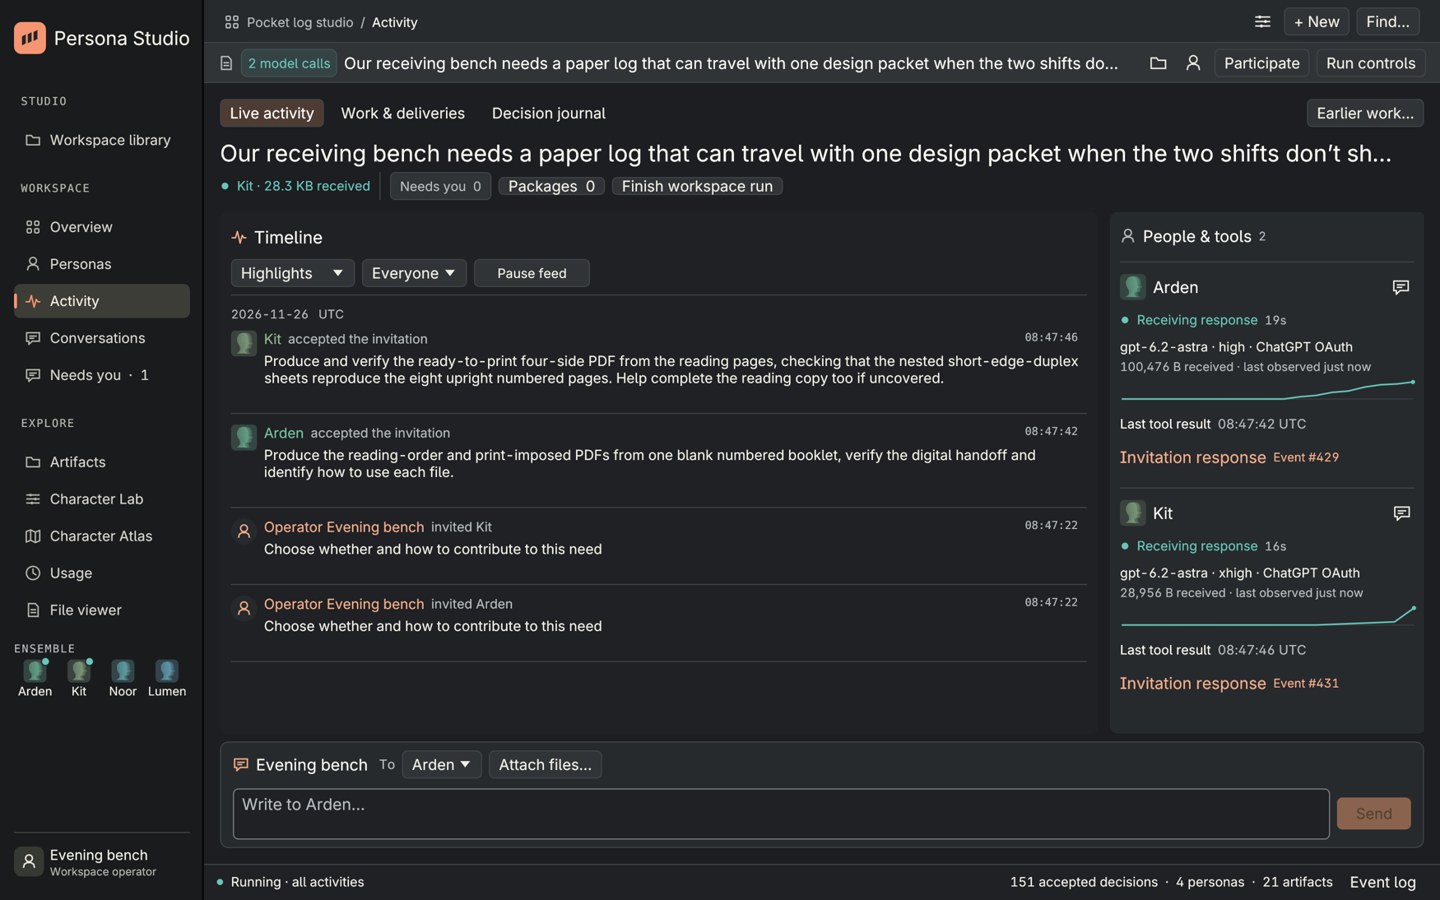 Persona Studio
STUDIO
Workspace library
WORKSPACE
Overview
Personas
Activity
Conversations
Needs you · 1
EXPLORE
Artifacts
Character Lab
Character Atlas
Usage
File viewer
ENSEMBLE
Arden Kit Noor Lumen
Evening bench
Workspace operator
Pocket log studio / Activity
+ New Find...
2 model calls Our receiving bench needs a paper log that can travel with one design packet when the two shifts do... Participate Run controls
Live activity Work & deliveries Decision journal Earlier work...
Our receiving bench needs a paper log that can travel with one design packet when the two shifts don’t sh...
Kit · 28.3 KB received Needs you 0 Packages 0 Finish workspace run
Timeline
Highlights Everyone Pause feed
2026-11-26 UTC
Kit accepted the invitation 08:47:46
Produce and verify the ready-to-print four-side PDF from the reading pages, checking that the nested short-edge-duplex
sheets reproduce the eight upright numbered pages. Help complete the reading copy too if uncovered.
Arden accepted the invitation 08:47:42
Produce the reading-order and print-imposed PDFs from one blank numbered booklet, verify the digital handoff and
identify how to use each file.
Operator Evening bench invited Kit 08:47:22
Choose whether and how to contribute to this need
Operator Evening bench invited Arden 08:47:22
Choose whether and how to contribute to this need
People & tools 2
Arden
Receiving response 19s
gpt-6.2-astra · high · ChatGPT OAuth
100,476 B received · last observed just now
Last tool result 08:47:42 UTC
Invitation response Event #429
Kit
Receiving response 16s
gpt-6.2-astra · xhigh · ChatGPT OAuth
28,956 B received · last observed just now
Last tool result 08:47:46 UTC
Invitation response Event #431
Evening bench To Arden Attach files...
Write to Arden...
Send
Running · all activities
151 accepted decisions · 4 personas · 21 artifacts Event log